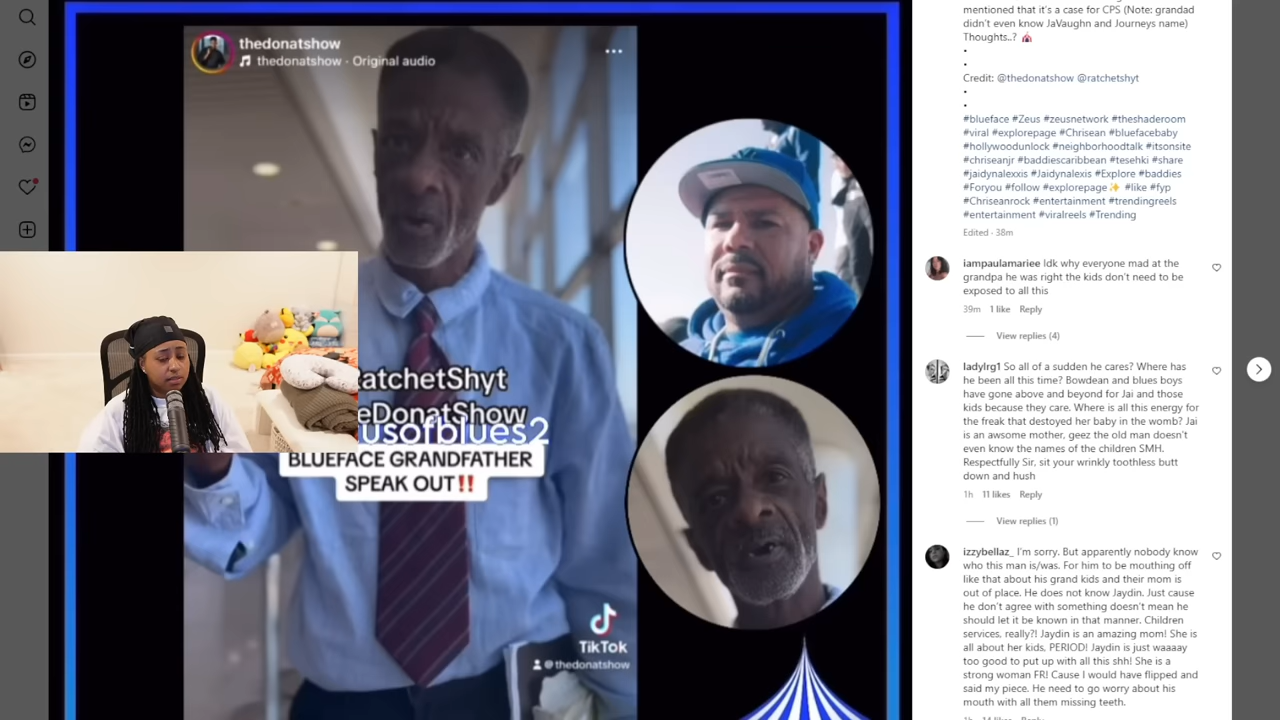 thedonatshow
thedonatshow · Original audio
RatchetShyt
eDonatShow
usofblues2
BLUEFACE GRANDFATHER
SPEAK OUT‼️
TikTok
@thedonatshow
mentioned that it's a case for CPS (Note: grandad
didn't even know JaVaughn and Journeys name)
Thoughts..? 🎪
•
•
Credit: @thedonatshow @ratchetshyt
•
•
#blueface #Zeus #zeusnetwork #theshaderoom
#viral #explorepage #Chrisean #bluefacebaby
#hollywoodunlock #neighborhoodtalk #itsonsite
#chriseanjr #baddiescaribbean #tesehki #share
#jaidynalexxis #Jaidynalexis #Explore #baddies
#Foryou #follow #explorepage✨ #like #fyp
#Chriseanrock #entertainment #trendingreels
#entertainment #viralreels #Trending
Edited · 38m
iampaulamariee Idk why everyone mad at the
grandpa he was right the kids don't need to be
exposed to all this
39m 1 like Reply
View replies (4)
ladylrg1 So all of a sudden he cares? Where has
he been all this time? Bowdean and blues boys
have gone above and beyond for Jai and those
kids because they care. Where is all this energy for
the freak that destoyed her baby in the womb? Jai
is an awsome mother, geez the old man doesn't
even know the names of the children SMH.
Respectfully Sir, sit your wrinkly toothless butt
down and hush
1h 11 likes Reply
View replies (1)
izzybellaz_ I'm sorry. But apparently nobody know
who this man is/was. For him to be mouthing off
like that about his grand kids and their mom is
out of place. He does not know Jaydin. Just cause
he don't agree with something doesn't mean he
should let it be known in that manner. Children
services, really?! Jaydin is an amazing mom! She is
all about her kids, PERIOD! Jaydin is just waaaay
too good to put up with all this shh! She is a
strong woman FR! Cause I would have flipped and
said my piece. He need to go worry about his
mouth with all them missing teeth.
1h 14 likes Reply